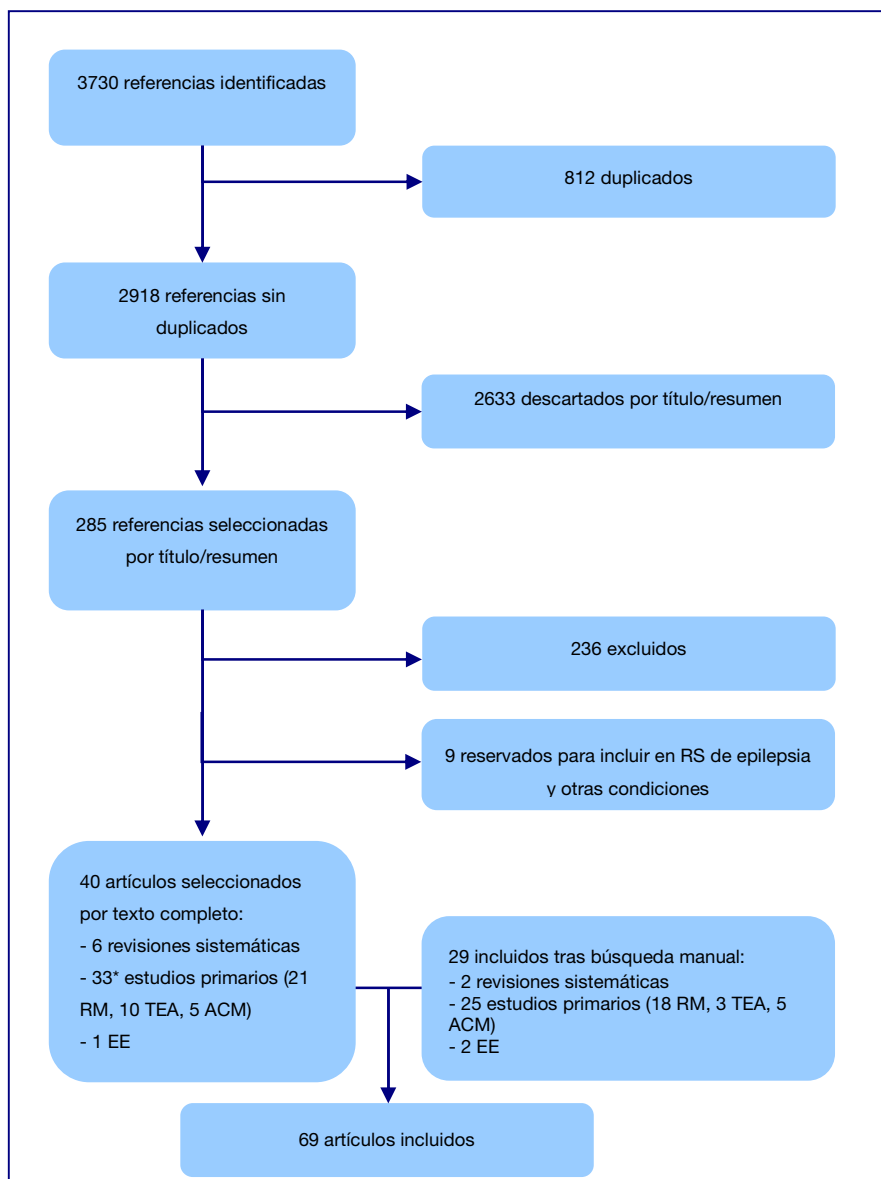 3730 referencias identificadas
812 duplicados
2918 referencias sin
duplicados
2633 descartados por título/resumen
285 referencias seleccionadas
por título/resumen
236 excluidos
9 reservados para incluir en RS de epilepsia
y otras condiciones
40 artículos seleccionados
por texto completo:
- 6 revisiones sistemáticas
- 33* estudios primarios (21
RM, 10 TEA, 5 ACM)
- 1 EE
29 incluidos tras búsqueda manual:
- 2 revisiones sistemáticas
- 25 estudios primarios (18 RM, 3 TEA, 5
ACM)
- 2 EE
69 artículos incluidos